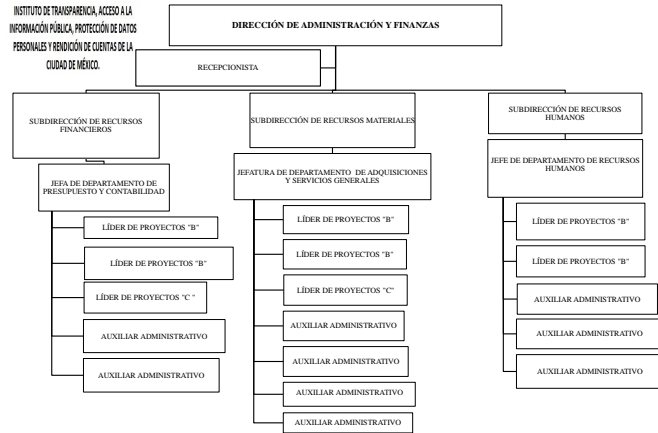 INSTITUTO DE TRANSPARENCIA, ACCESO A LA
INFORMACIÓN PÚBLICA, PROTECCIÓN DE DATOS
PERSONALES Y RENDICIÓN DE CUENTAS DE LA
CIUDAD DE MÉXICO.
DIRECCIÓN DE ADMINISTRACIÓN Y FINANZAS
RECEPCIONISTA
SUBDIRECCIÓN DE RECURSOS
FINANCIEROS
JEFA DE DEPARTAMENTO DE
PRESUPUESTO Y CONTABILIDAD
LÍDER DE PROYECTOS "B"
LÍDER DE PROYECTOS "B"
LÍDER DE PROYECTOS "C "
AUXILIAR ADMINISTRATIVO
AUXILIAR ADMINISTRATIVO
SUBDIRECCIÓN DE RECURSOS MATERIALES
JEFATURA DE DEPARTAMENTO DE ADQUISICIONES
Y SERVICIOS GENERALES
LÍDER DE PROYECTOS "B"
LÍDER DE PROYECTOS "B"
LÍDER DE PROYECTOS "C"
AUXILIAR ADMINISTRATIVO
AUXILIAR ADMINISTRATIVO
AUXILIAR ADMINISTRATIVO
AUXILIAR ADMINISTRATIVO
SUBDIRECCIÓN DE RECURSOS
HUMANOS
JEFE DE DEPARTAMENTO DE RECURSOS
HUMANOS
LÍDER DE PROYECTOS "B"
LÍDER DE PROYECTOS "B"
AUXILIAR ADMINISTRATIVO
AUXILIAR ADMINISTRATIVO
AUXILIAR ADMINISTRATIVO